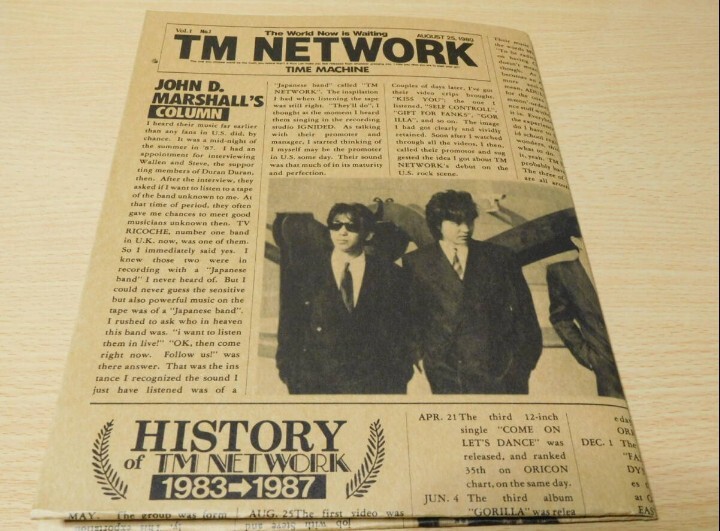 Vol.1 No.1
The World Now is Waiting
AUGUST 25, 1980
TM NETWORK
TIME MACHINE
JOHN D.
MARSHALL'S
COLUMN
I heard their music far earlier
than any fans in U.S. did, by
chance. It was a mid-night of
the summer in '87. I had an
appointment for interviewing
Wallen and Steve, the suppor
ting members of Duran Duran,
then. After the interview, they
asked if I want to listen to a tape
of the band unknown to me. At
that time of period, they often
gave me chances to meet good
musicians unknown then. TV
RICOCHE, number one band
in U.K. now, was one of them.
So I immediately said yes. I
knew those two were in
recording with a "Japanese
band" I never heard of. But I
could never guess the sensitive
but also powerful music on the
tape was of a "Japanese band".
I rushed to ask who in heaven
this band was. "i want to listen
them in live!" "OK, then come
right now. Follow us!" was
there answer. That was the ins
tance I recognized the sound I
just have listened was of a
"Japanese band" called "TM
NETWORK". The inspilation
I had when listening the tape
was still right. "They'll do", I
thought as the moment I heard
them singing in the recording
studio IGNIDED. As talking
with their promoter and
manager, I started thinking of
I myself may be the promoter
in U.S. some day. Their sound
was that much of in its maturity
and perfection.
Couples of days later, I've got
their video crips brought.
"KISS YOU"; the one I
listened, "SELF CONTROL",
"GIFT FOR FANKS", "GOR
ILLA", and so on. The image
I had got clearly and vividly
retained. Soon after I watched
through all the videos, I then,
called their promoue and sug
gested the idea I got about TM
NETWORK's debut on the
U.S. rock scene.
HISTORY
of TM NETWORK
1983→1987
MAY. The group was form
AUG. 25 The first video was
APR. 21 The third 12-inch
single "COME ON
LET'S DANCE" was
released, and ranked
35th on ORICON
chart, on the same day.
JUN. 4 The third album
"GORILLA" was relea
DEC. 1 The